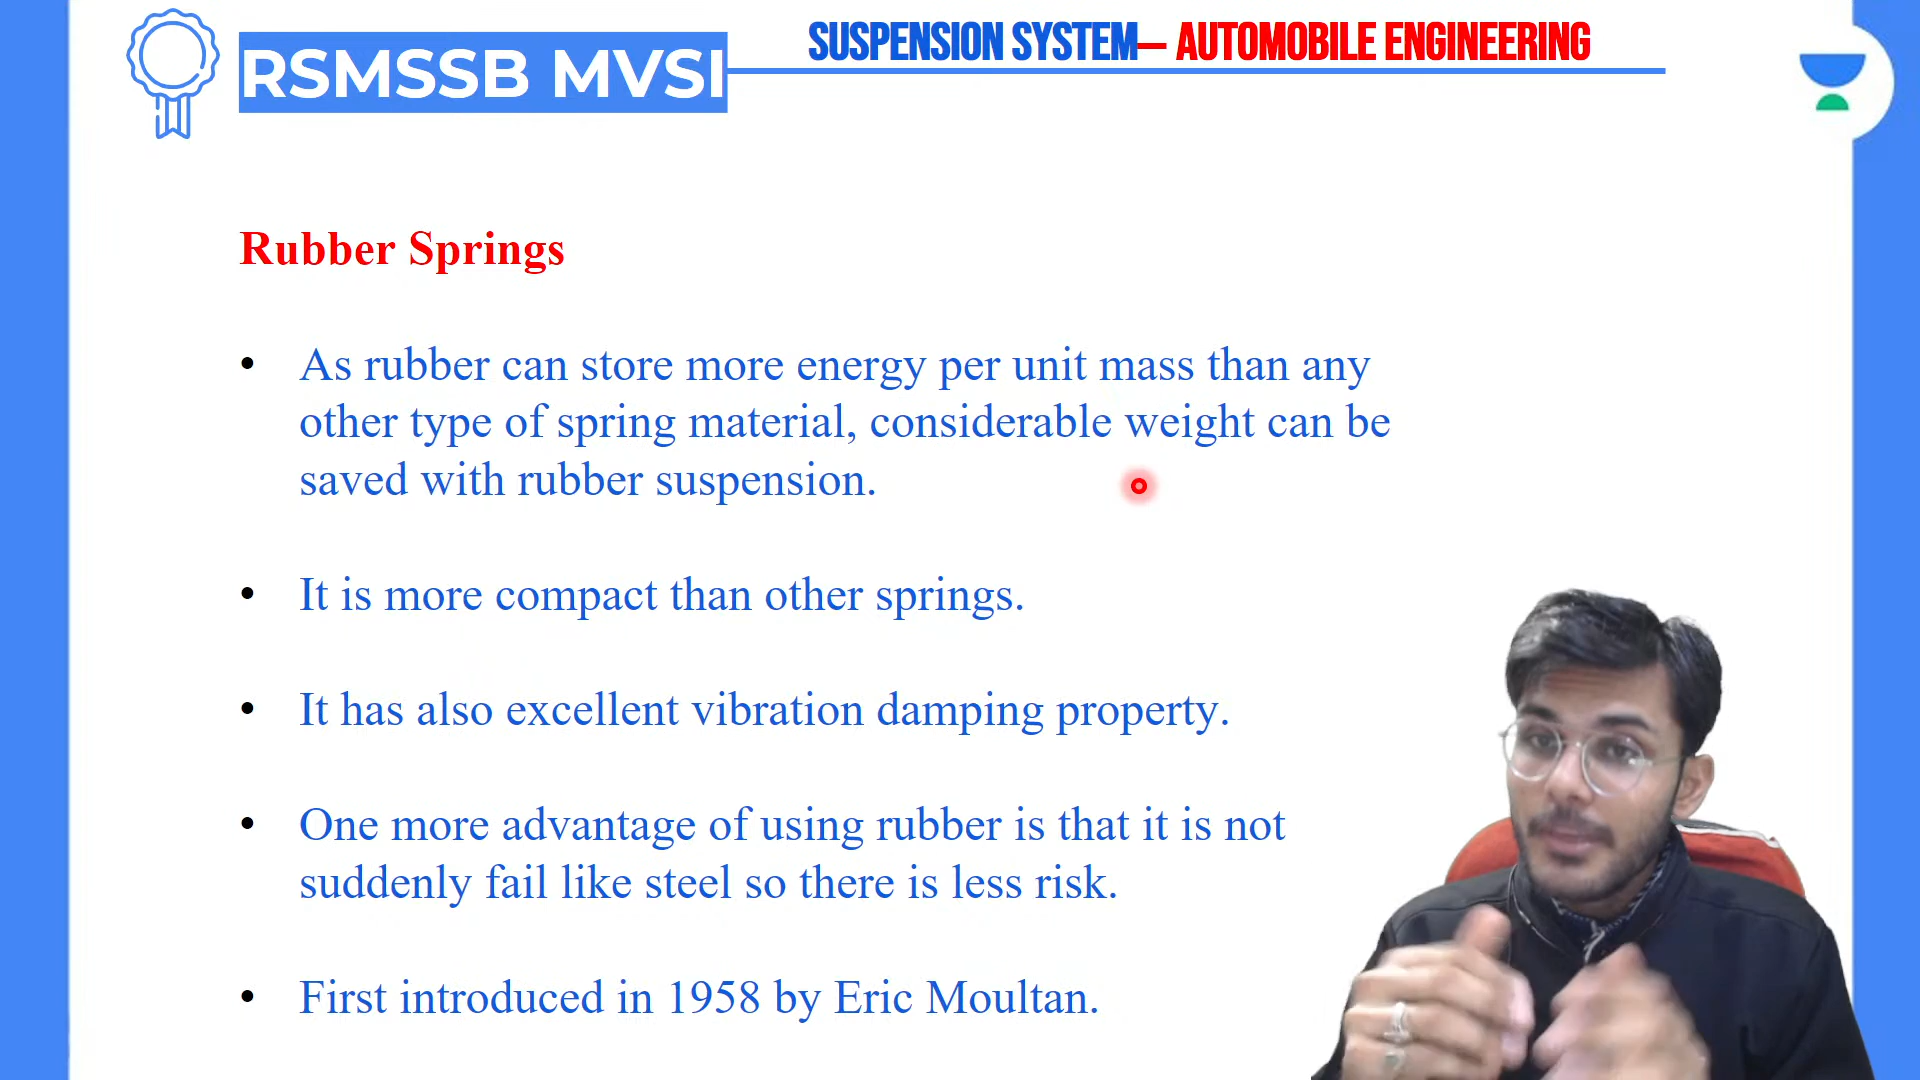 RSMSSB MVSI
SUSPENSION SYSTEM– AUTOMOBILE ENGINEERING
Rubber Springs
• As rubber can store more energy per unit mass than any
other type of spring material, considerable weight can be
saved with rubber suspension.
• It is more compact than other springs.
• It has also excellent vibration damping property.
• One more advantage of using rubber is that it is not
suddenly fail like steel so there is less risk.
• First introduced in 1958 by Eric Moultan.